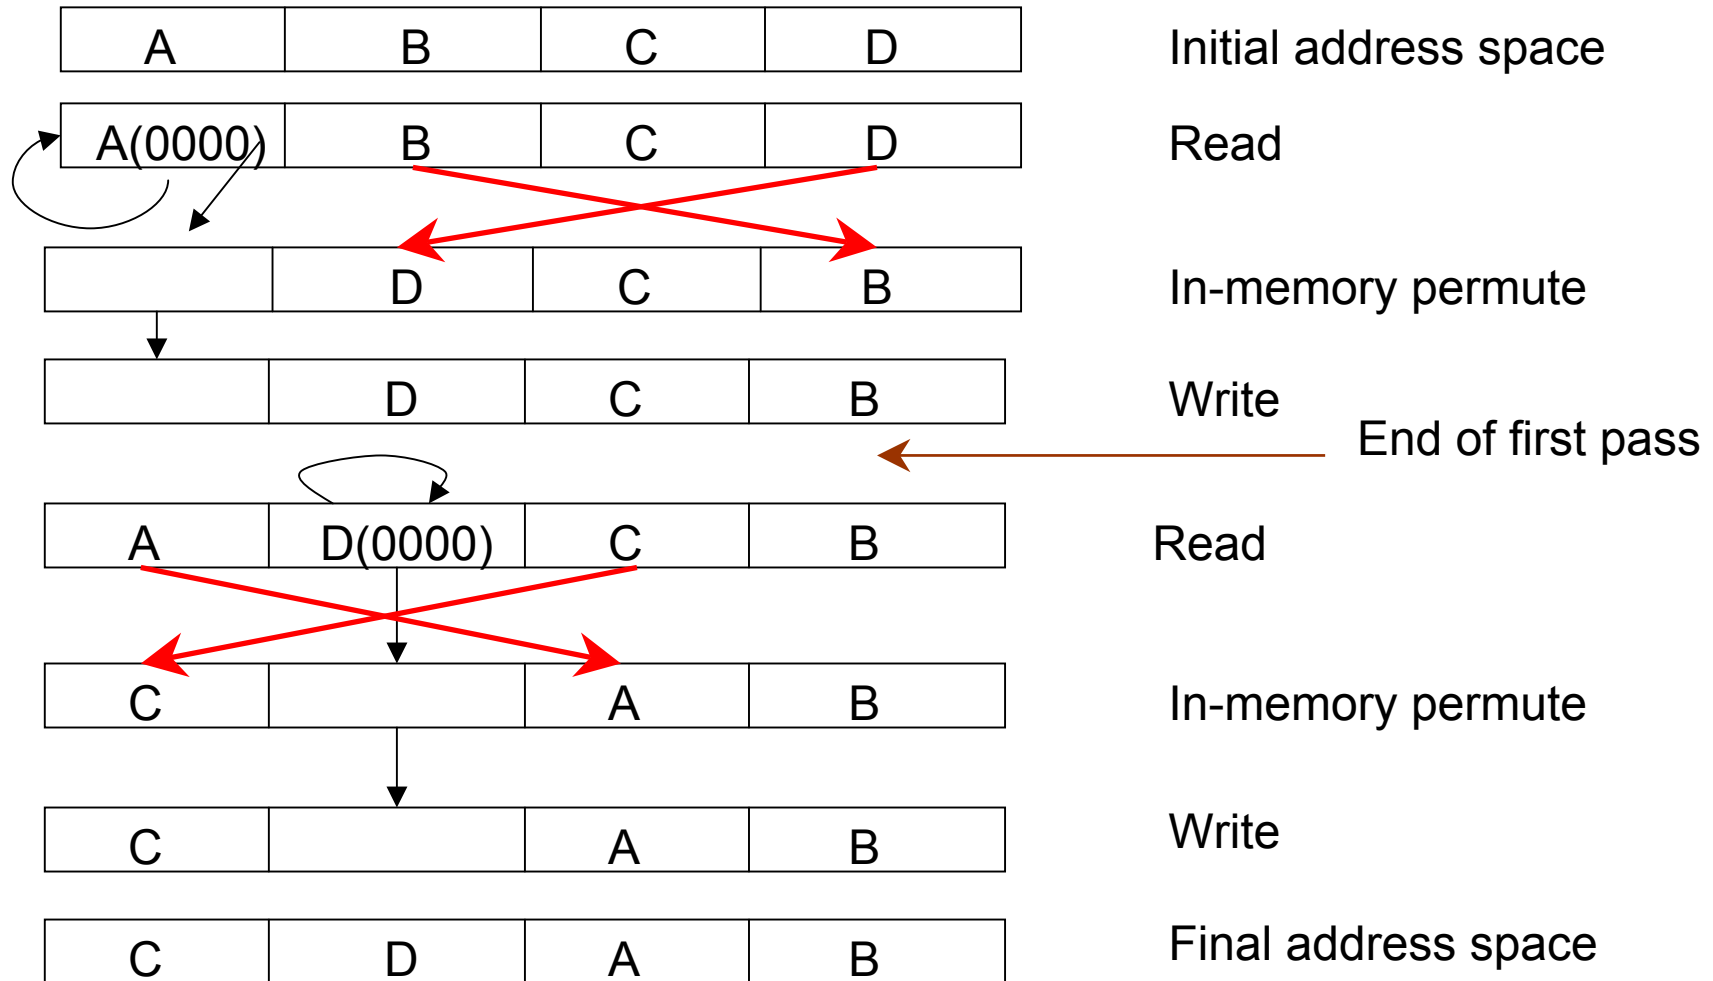 A B C D Initial address space
A(0000) B C D Read
D C B In-memory permute
D C B Write
End of first pass
A D(0000) C B Read
C A B In-memory permute
C A B Write
C D A B Final address space